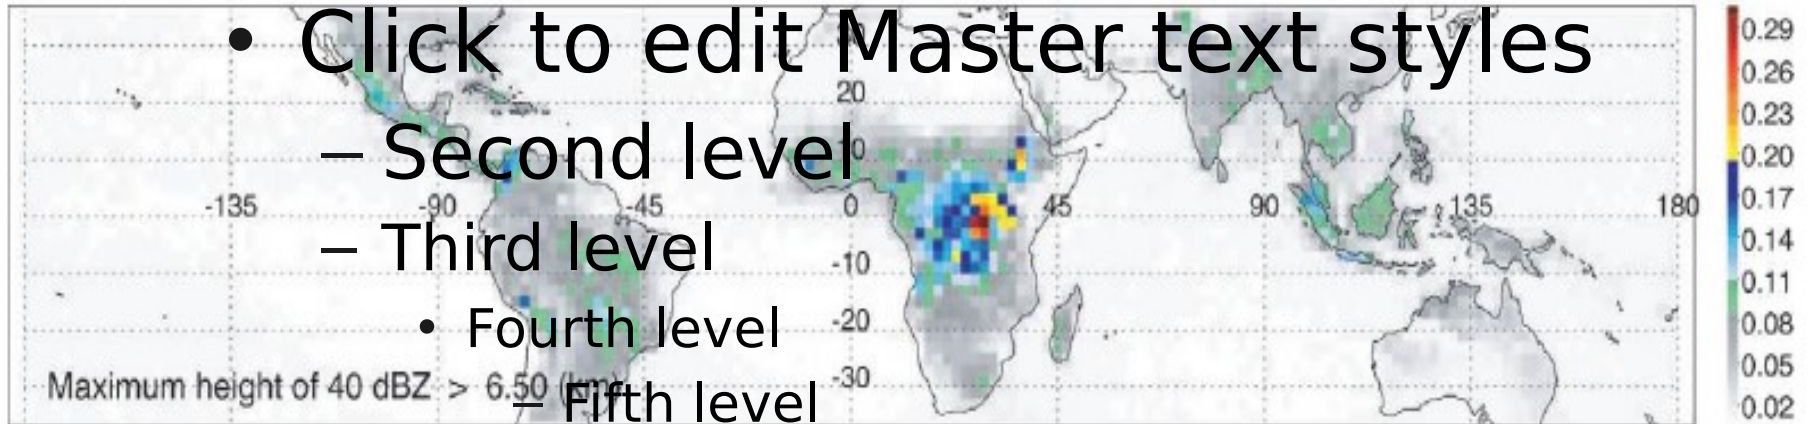 • Click to edit Master text styles
– Second level
– Third level
• Fourth level
– Fifth level
20
10
-135 -90 -45 0 45 90 135 180
-10
-20
-30
Maximum height of 40 dBZ > 6.50 (km)
0.29
0.26
0.23
0.20
0.17
0.14
0.11
0.08
0.05
0.02